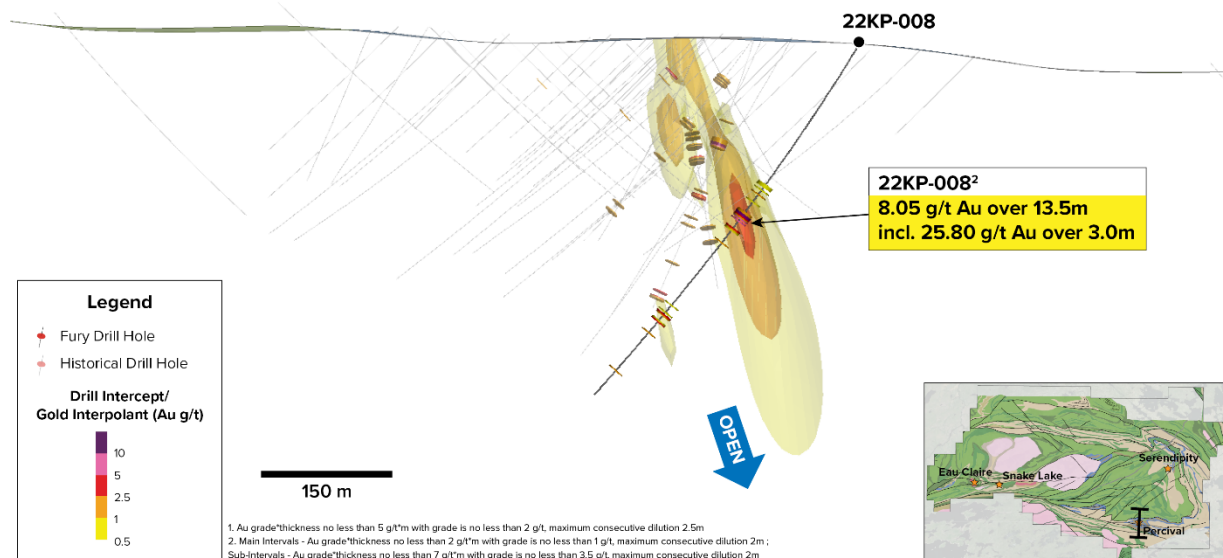 22KP-008
22KP-008²
8.05 g/t Au over 13.5m
incl. 25.80 g/t Au over 3.0m
Legend
Fury Drill Hole
Historical Drill Hole
Drill Intercept/
Gold Interpolant (Au g/t)
10
5
2.5
1
0.5
150 m
OPEN
Eau Claire
Snake Lake
Serendipity
Percival
1. Au grade*thickness no less than 5 g/t*m with grade is no less than 2 g/t, maximum consecutive dilution 2.5m
2. Main Intervals - Au grade*thickness no less than 2 g/t*m with grade is no less than 1 g/t, maximum consecutive dilution 2m ;
Sub-Intervals - Au grade*thickness no less than 7 g/t*m with grade is no less than 3.5 g/t, maximum consecutive dilution 2m